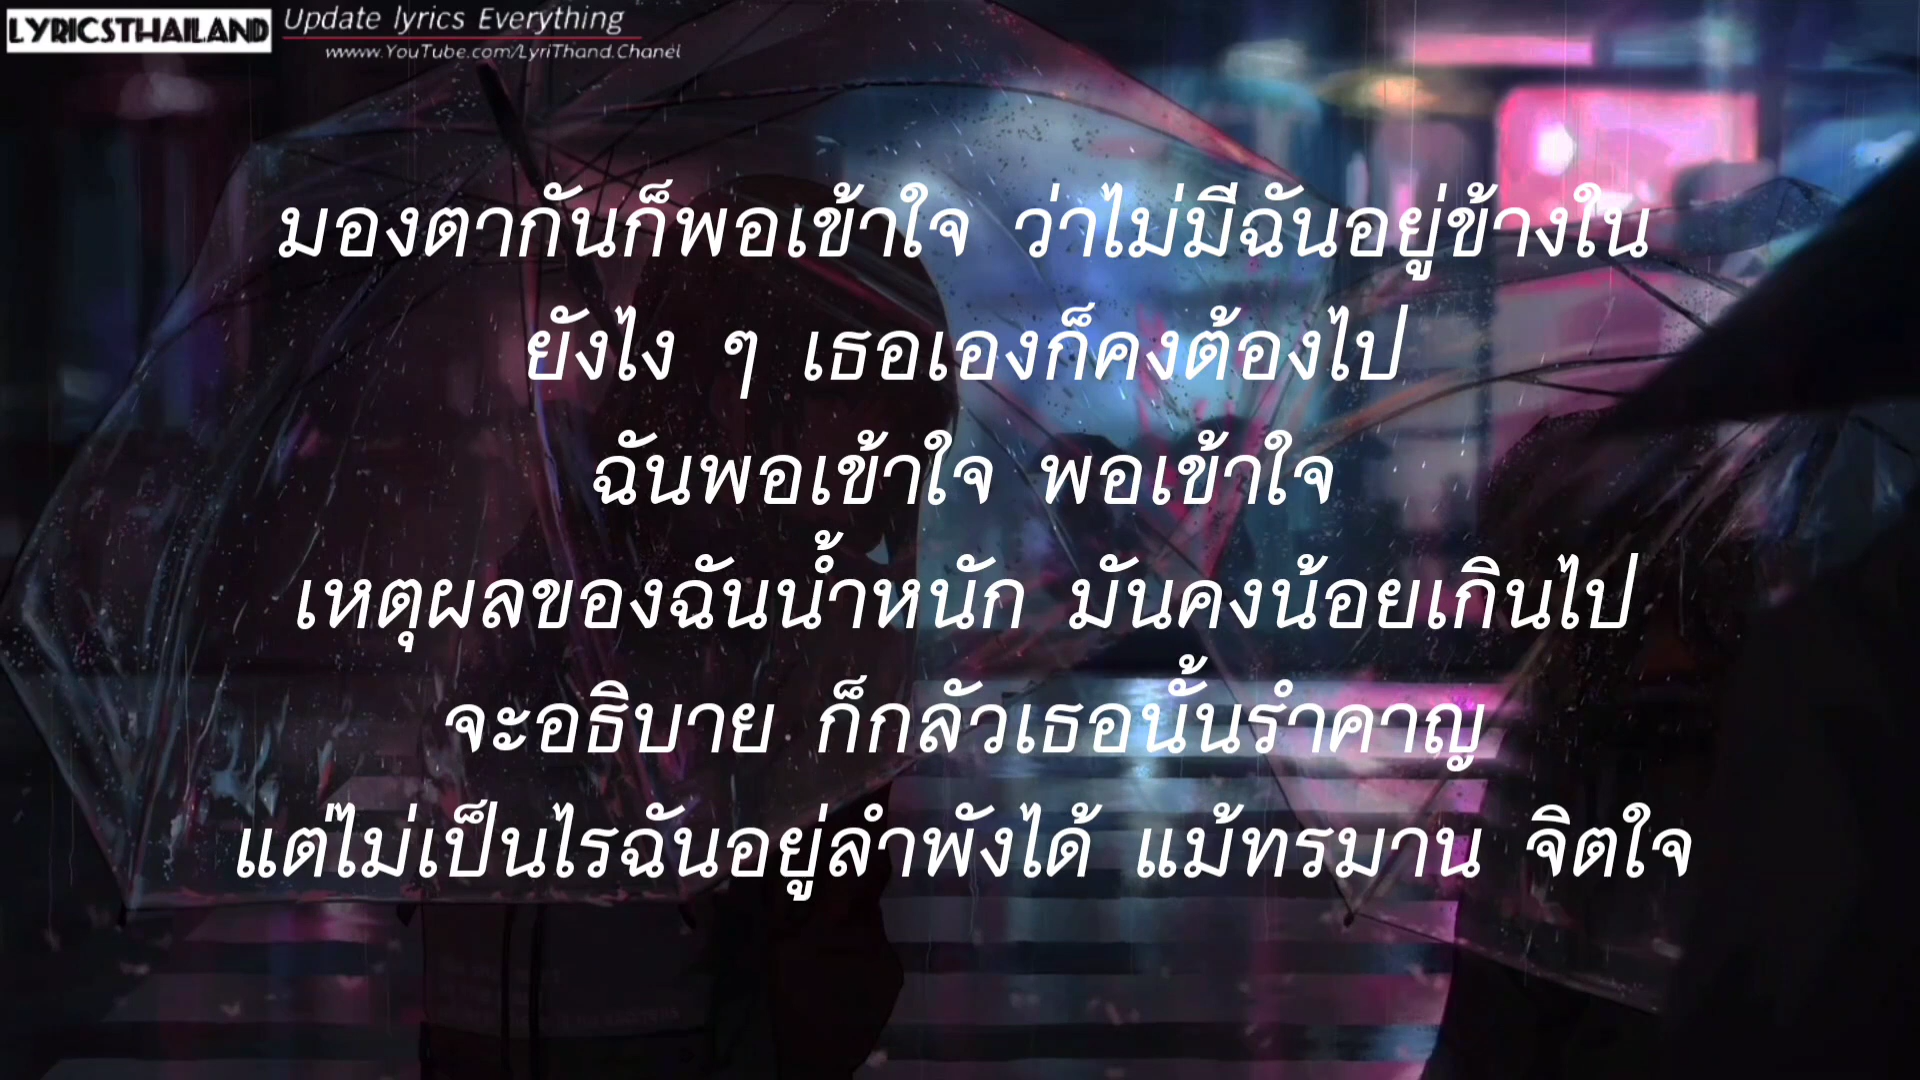 LYRICSTHAILAND
Update lyrics Everything
www.YouTube.com/LyriThand.Chanel
มองตากันก็พอเข้าใจ ว่าไม่มีฉันอยู่ข้างใน
ยังไง ๆ เธอเองก็คงต้องไป
ฉันพอเข้าใจ พอเข้าใจ
เหตุผลของฉันน้ำหนัก มันคงน้อยเกินไป
จะอธิบาย ก็กลัวเธอนั้นรำคาญ
แต่ไม่เป็นไรฉันอยู่ลำพังได้ แม้ทรมาน จิตใจ